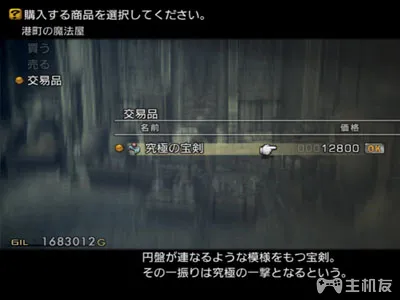 購入する商品を選択してください。
港町の魔法屋
買う
売る
交易品
交易品
名前 価格
究極の宝剣 00012800 OK
GIL 1683012G
円盤が連なるような模様をもつ宝剣。
その一振りは究極の一撃となるという。
主机友